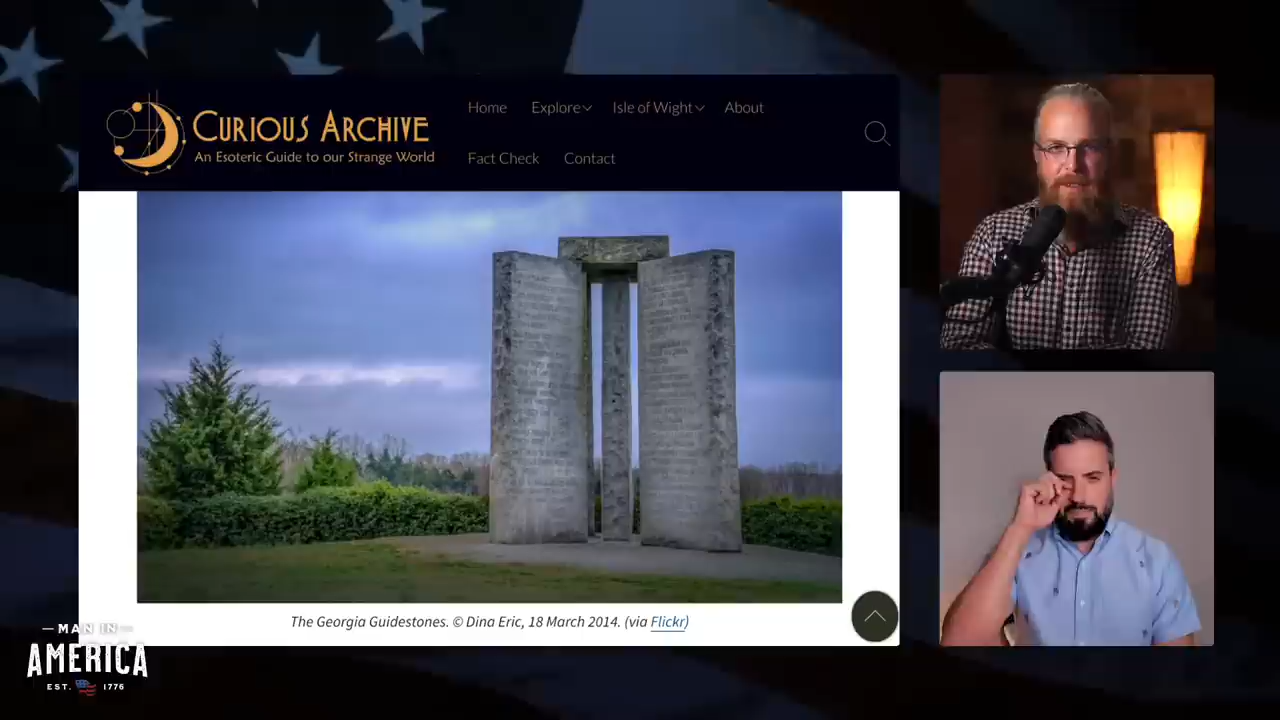 CURIOUS ARCHIVE
An Esoteric Guide to our Strange World
Home Explore Isle of Wight About
Fact Check Contact
The Georgia Guidestones. © Dina Eric, 18 March 2014. (via Flickr)
MAN IN
AMERICA
EST. 1776